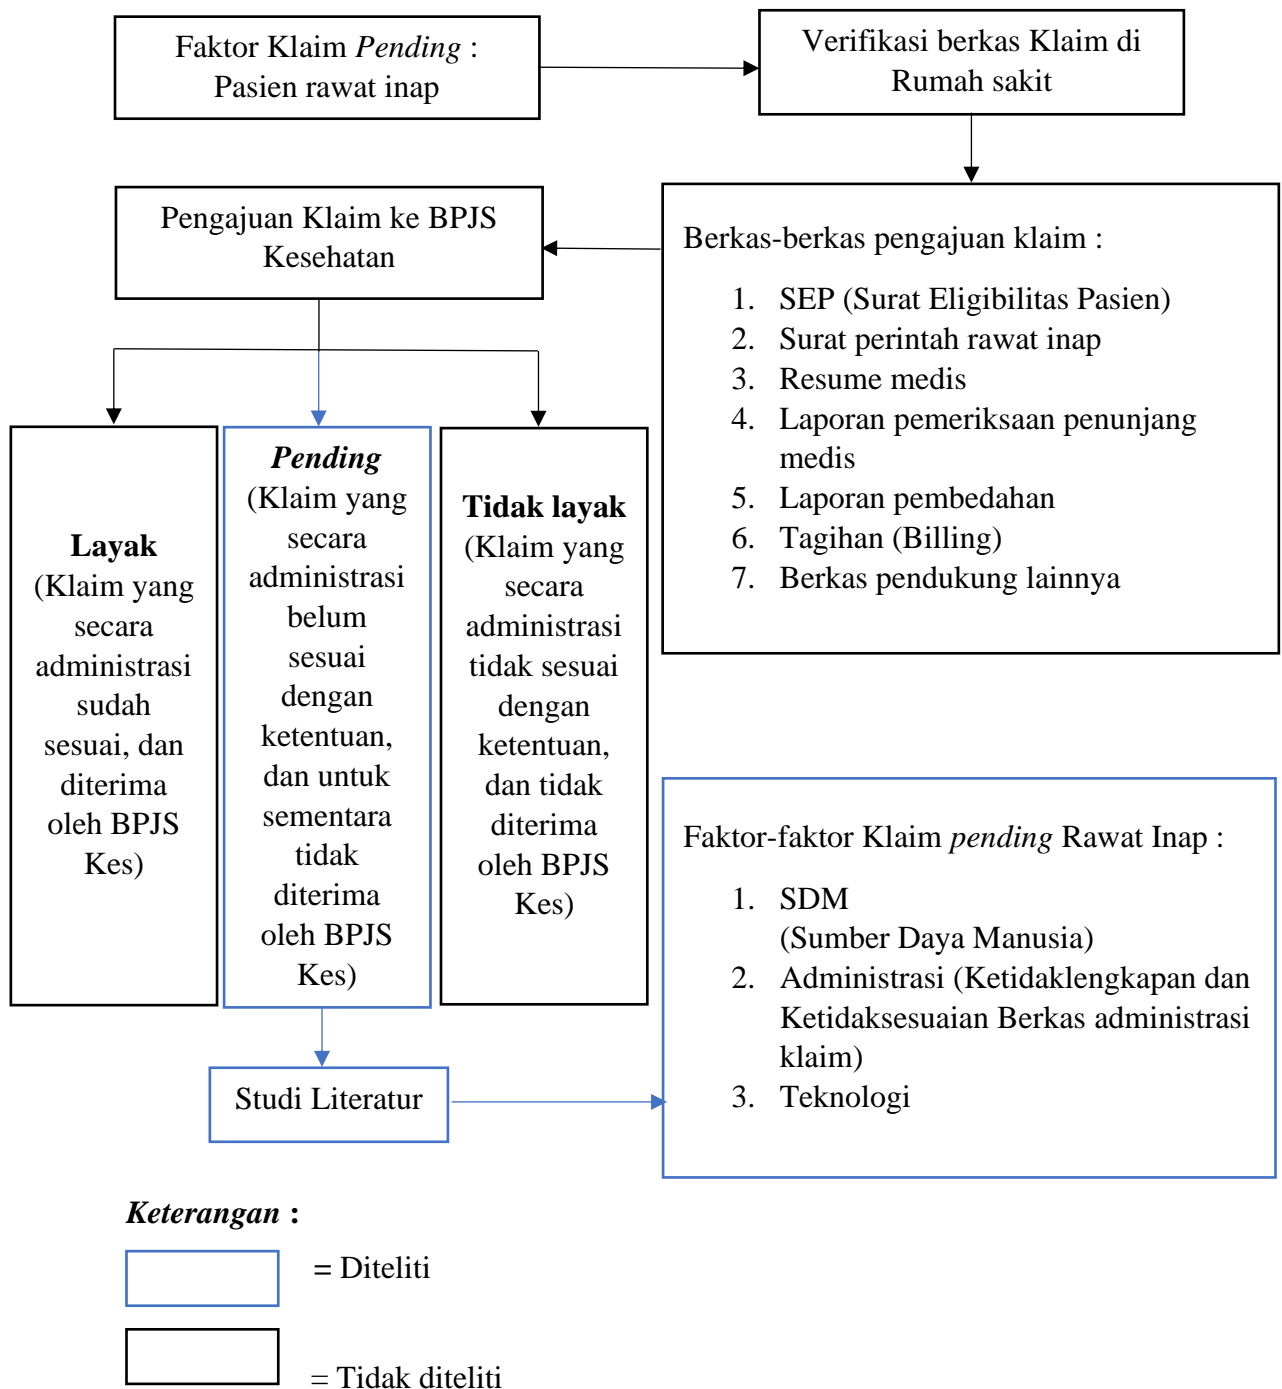 Faktor Klaim Pending :
Pasien rawat inap
Verifikasi berkas Klaim di
Rumah sakit
Pengajuan Klaim ke BPJS
Kesehatan
Berkas-berkas pengajuan klaim :
1. SEP (Surat Eligibilitas Pasien)
2. Surat perintah rawat inap
3. Resume medis
4. Laporan pemeriksaan penunjang
medis
5. Laporan pembedahan
6. Tagihan (Billing)
7. Berkas pendukung lainnya
Layak
(Klaim yang
secara
administrasi
sudah
sesuai, dan
diterima
oleh BPJS
Kes)
Pending
(Klaim yang
secara
administrasi
belum
sesuai
dengan
ketentuan,
dan untuk
sementara
tidak
diterima
oleh BPJS
Kes)
Tidak layak
(Klaim yang
secara
administrasi
tidak sesuai
dengan
ketentuan,
dan tidak
diterima
oleh BPJS
Kes)
Studi Literatur
Faktor-faktor Klaim pending Rawat Inap :
1. SDM
(Sumber Daya Manusia)
2. Administrasi (Ketidaklengkapan dan
Ketidaksesuaian Berkas administrasi
klaim)
3. Teknologi
Keterangan :
= Diteliti
= Tidak diteliti